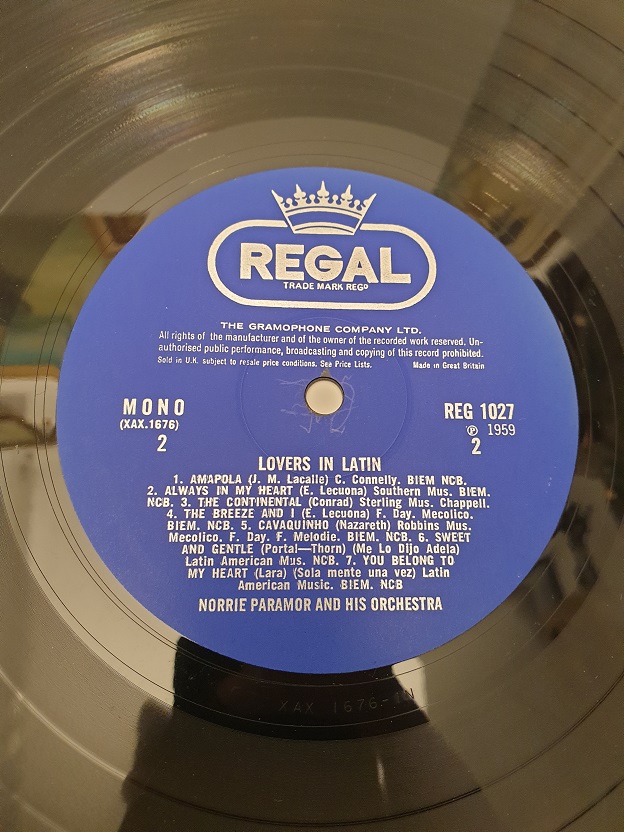 REGAL
TRADE MARK REGD
THE GRAMOPHONE COMPANY LTD.
All rights of the manufacturer and of the owner of the recorded work reserved. Un-
authorised public performance, broadcasting and copying of this record prohibited.
Sold in U.K. subject to resale price conditions. See Price Lists. Made in Great Britain
MONO
(XAX.1676)
2
REG 1027
Ⓟ 1959
2
LOVERS IN LATIN
1. AMAPOLA (J. M. Lacalle) C. Connelly. BIEM NCB.
2. ALWAYS IN MY HEART (E. Lecuona) Southern Mus. BIEM.
NCB. 3. THE CONTINENTAL (Conrad) Sterling Mus. Chappell.
4. THE BREEZE AND I (E. Lecuona) F. Day. Mecolico.
BIEM. NCB. 5. CAVAQUINHO (Nazareth) Robbins Mus.
Mecolico. F. Day. F. Melodie. BIEM. NCB. 6. SWEET
AND GENTLE (Portal—Thorn) (Me Lo Dijo Adela)
Latin American Mus. NCB. 7. YOU BELONG TO
MY HEART (Lara) (Sola mente una vez) Latin
American Music. BIEM. NCB
NORRIE PARAMOR AND HIS ORCHESTRA
XAX 1676-1N